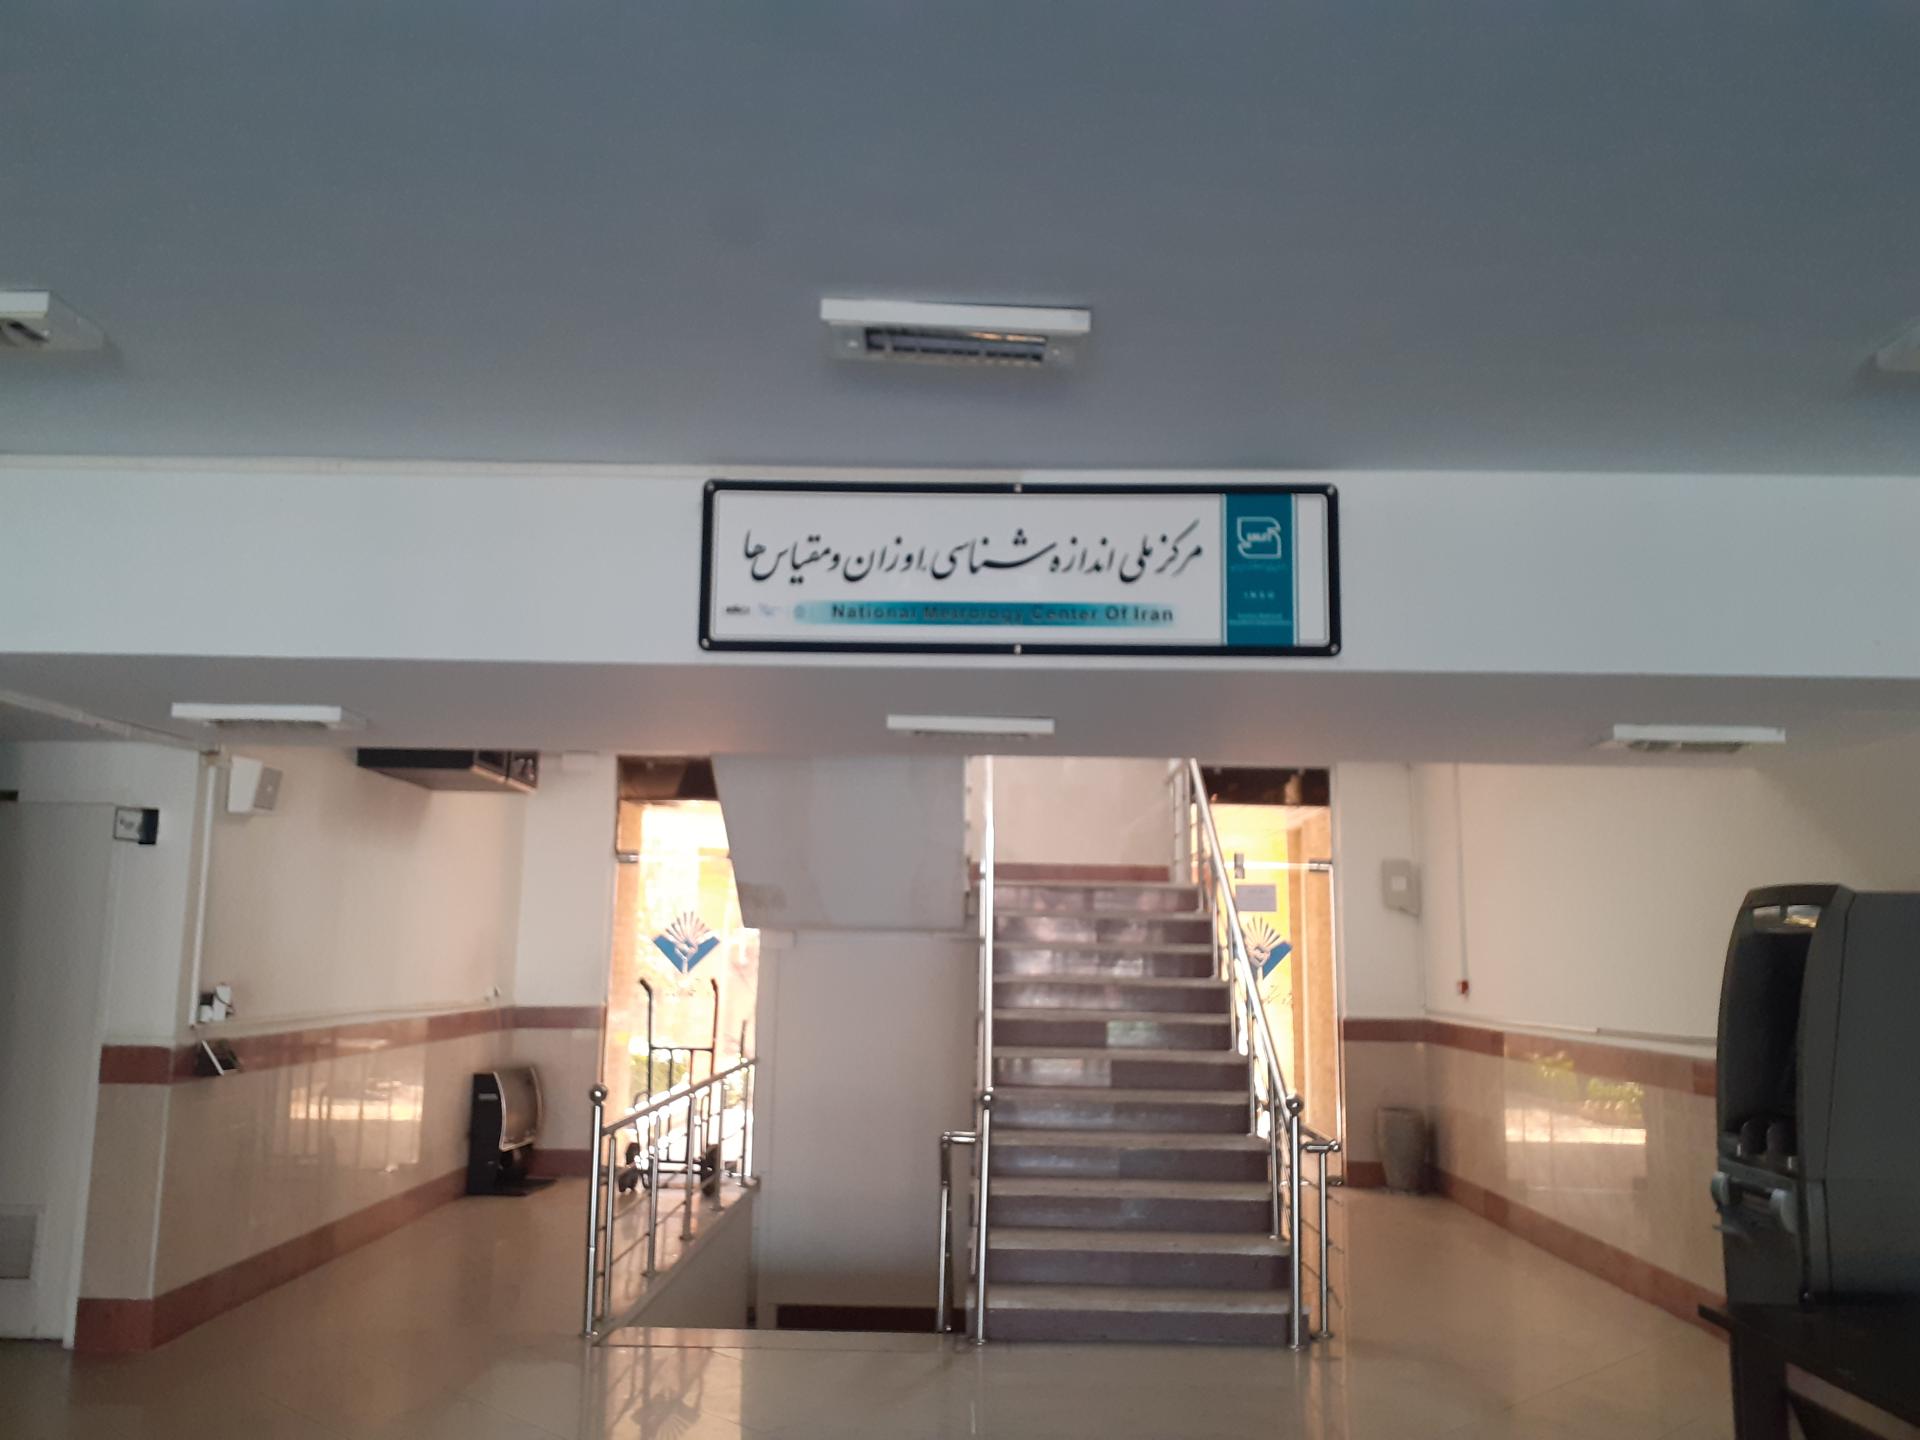 مرکز ملی اندازه شناسی، اوزان و مقیاس ها
National Metrology Center Of Iran